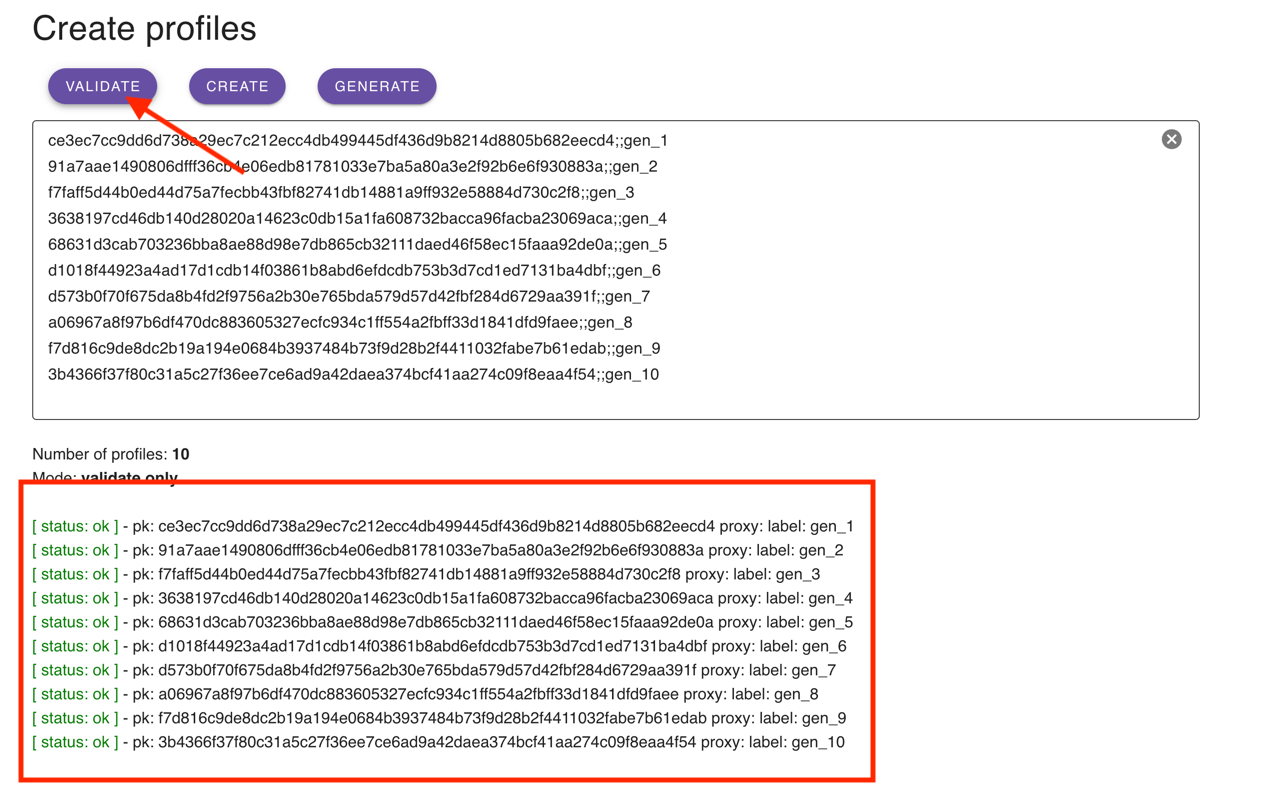 Create profiles
VALIDATE CREATE GENERATE
ce3ec7cc9dd6d738a29ec7c212ecc4db499445df436d9b8214d8805b682eecd4;;gen_1
91a7aae1490806dfff36cb4e06edb81781033e7ba5a80a3e2f92b6e6f930883a;;gen_2
f7faff5d44b0ed44d75a7fecbb43fbf82741db14881a9ff932e58884d730c2f8;;gen_3
3638197cd46db140d28020a14623c0db15a1fa608732bacca96facba23069aca;;gen_4
68631d3cab703236bba8ae88d98e7db865cb32111daed46f58ec15faaa92de0a;;gen_5
d1018f44923a4ad17d1cdb14f03861b8abd6efdcdb753b3d7cd1ed7131ba4dbf;;gen_6
d573b0f70f675da8b4fd2f9756a2b30e765bda579d57d42fbf284d6729aa391f;;gen_7
a06967a8f97b6df470dc883605327ecfc934c1ff554a2fbff33d1841dfd9faee;;gen_8
f7d816c9de8dc2b19a194e0684b3937484b73f9d28b2f4411032fabe7b61edab;;gen_9
3b4366f37f80c31a5c27f36ee7ce6ad9a42daea374bcf41aa274c09f8eaa4f54;;gen_10
Number of profiles: 10
Mode: validate only
[ status: ok ] - pk: ce3ec7cc9dd6d738a29ec7c212ecc4db499445df436d9b8214d8805b682eecd4 proxy: label: gen_1
[ status: ok ] - pk: 91a7aae1490806dfff36cb4e06edb81781033e7ba5a80a3e2f92b6e6f930883a proxy: label: gen_2
[ status: ok ] - pk: f7faff5d44b0ed44d75a7fecbb43fbf82741db14881a9ff932e58884d730c2f8 proxy: label: gen_3
[ status: ok ] - pk: 3638197cd46db140d28020a14623c0db15a1fa608732bacca96facba23069aca proxy: label: gen_4
[ status: ok ] - pk: 68631d3cab703236bba8ae88d98e7db865cb32111daed46f58ec15faaa92de0a proxy: label: gen_5
[ status: ok ] - pk: d1018f44923a4ad17d1cdb14f03861b8abd6efdcdb753b3d7cd1ed7131ba4dbf proxy: label: gen_6
[ status: ok ] - pk: d573b0f70f675da8b4fd2f9756a2b30e765bda579d57d42fbf284d6729aa391f proxy: label: gen_7
[ status: ok ] - pk: a06967a8f97b6df470dc883605327ecfc934c1ff554a2fbff33d1841dfd9faee proxy: label: gen_8
[ status: ok ] - pk: f7d816c9de8dc2b19a194e0684b3937484b73f9d28b2f4411032fabe7b61edab proxy: label: gen_9
[ status: ok ] - pk: 3b4366f37f80c31a5c27f36ee7ce6ad9a42daea374bcf41aa274c09f8eaa4f54 proxy: label: gen_10